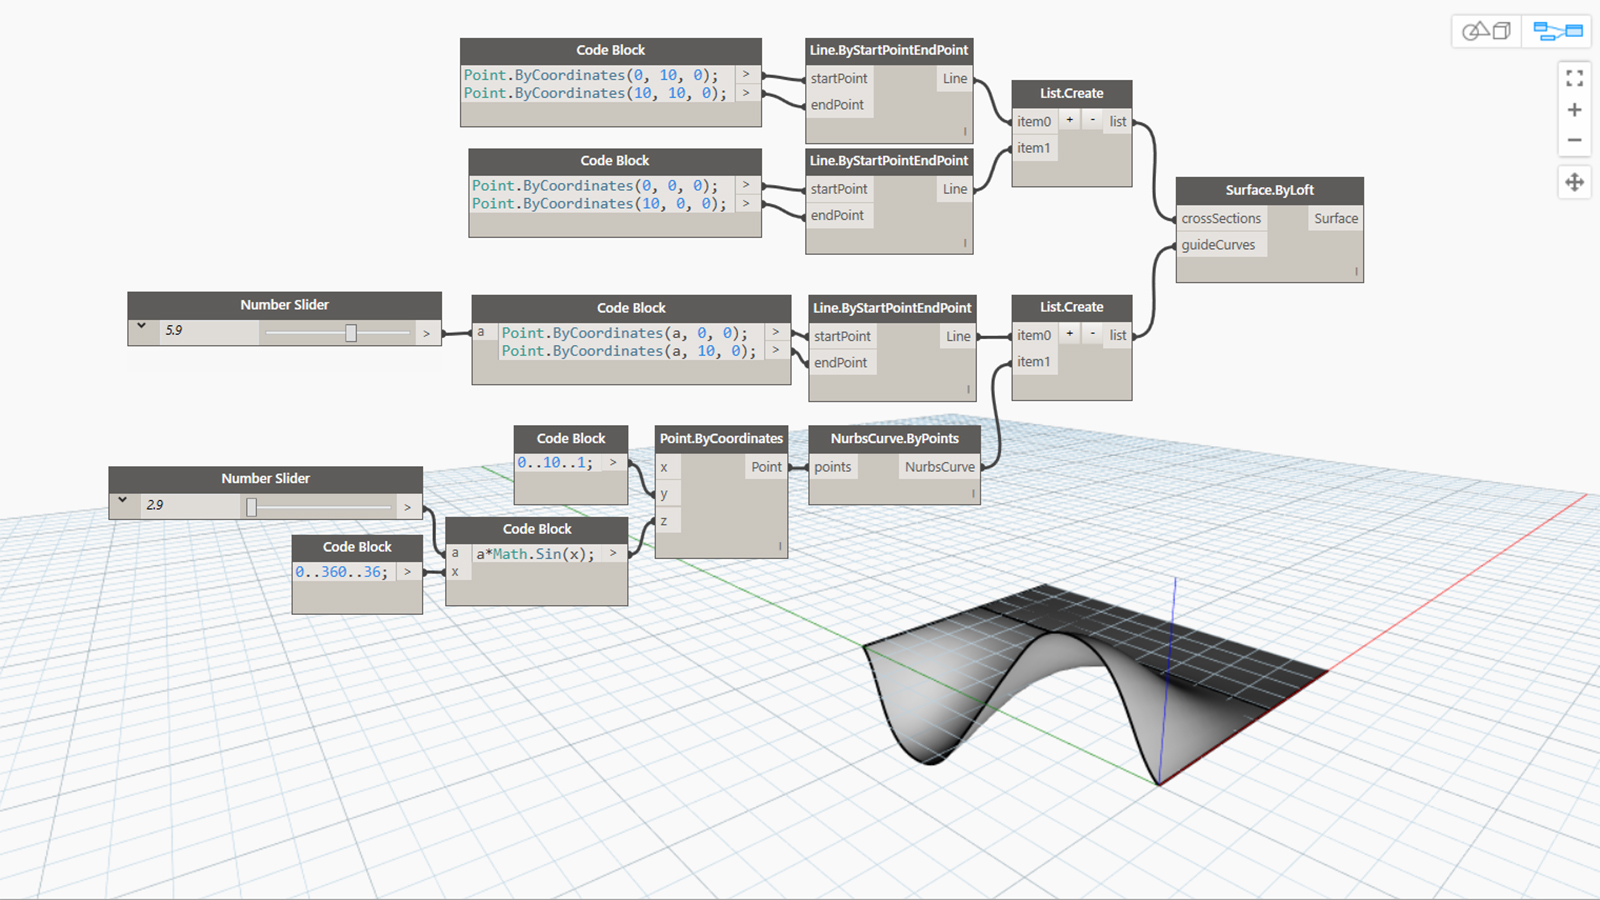 Code Block
Point.ByCoordinates(0, 10, 0); >
Point.ByCoordinates(10, 10, 0); >
Line.ByStartPointEndPoint
startPoint Line
endPoint
List.Create
item0 + - list
item1
Code Block
Point.ByCoordinates(0, 0, 0); >
Point.ByCoordinates(10, 0, 0); >
Line.ByStartPointEndPoint
startPoint Line
endPoint
Surface.ByLoft
crossSections Surface
guideCurves
Number Slider
5.9 >
Code Block
a Point.ByCoordinates(a, 0, 0); >
Point.ByCoordinates(a, 10, 0); >
Line.ByStartPointEndPoint
startPoint Line
endPoint
List.Create
item0 + - list
item1
Code Block
0..10..1; >
Point.ByCoordinates
x Point
y
z
NurbsCurve.ByPoints
points NurbsCurve
Number Slider
2.9 >
Code Block
0..360..36; >
Code Block
a a*Math.Sin(x); >
x